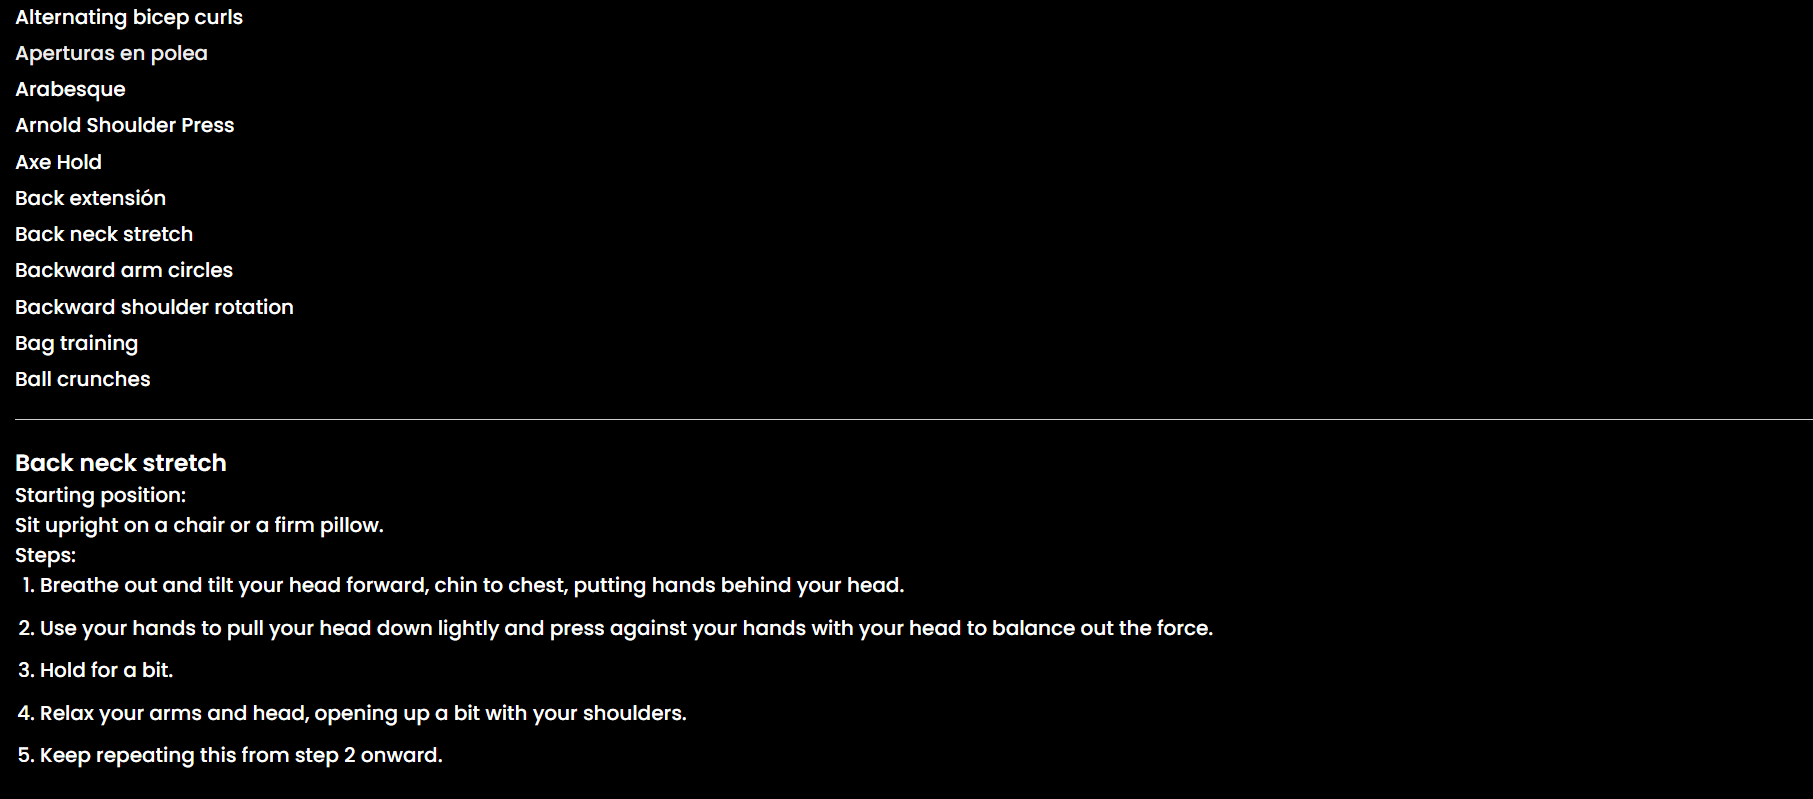 Alternating bicep curls
Aperturas en polea
Arabesque
Arnold Shoulder Press
Axe Hold
Back extensión
Back neck stretch
Backward arm circles
Backward shoulder rotation
Bag training
Ball crunches
Back neck stretch
Starting position:
Sit upright on a chair or a firm pillow.
Steps:
1. Breathe out and tilt your head forward, chin to chest, putting hands behind your head.
2. Use your hands to pull your head down lightly and press against your hands with your head to balance out the force.
3. Hold for a bit.
4. Relax your arms and head, opening up a bit with your shoulders.
5. Keep repeating this from step 2 onward.